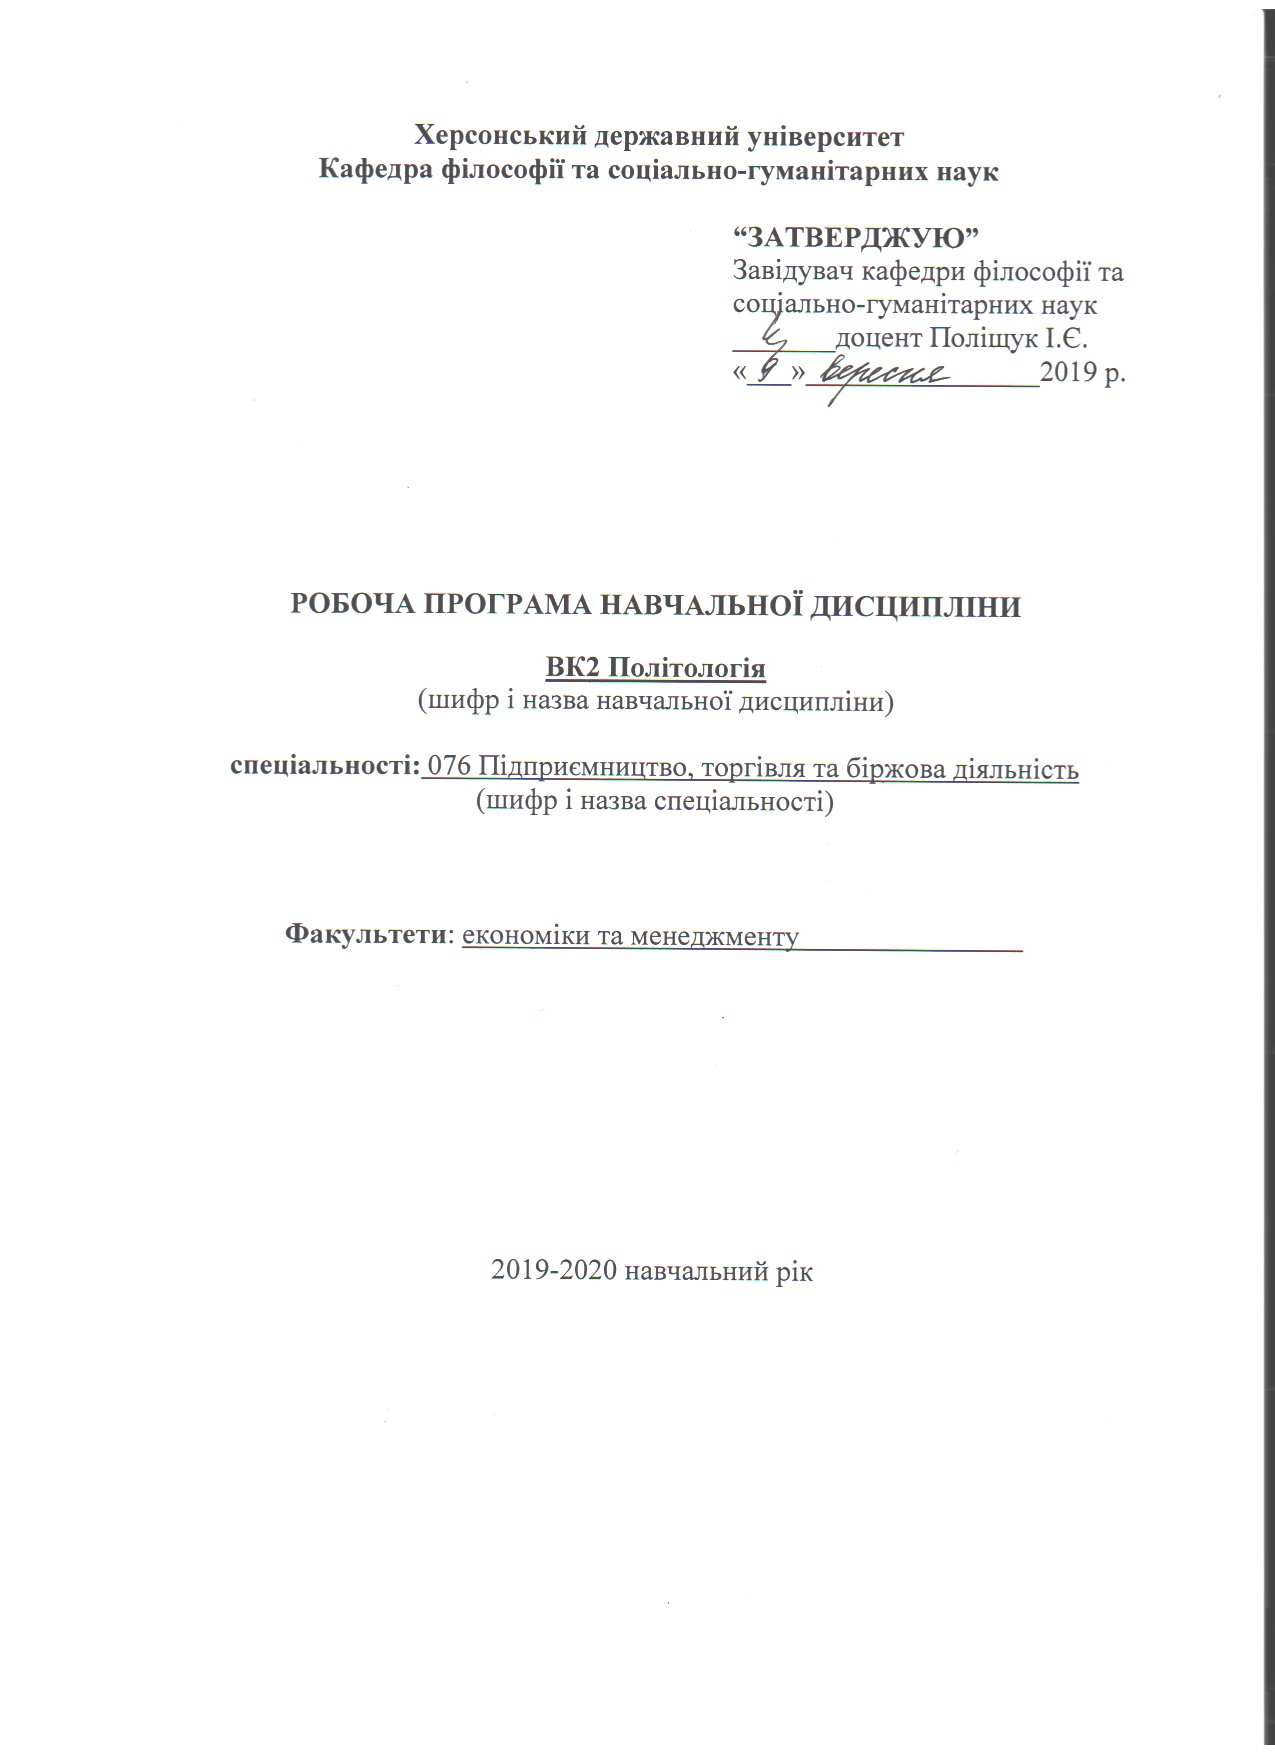 Херсонський державний університет
Кафедра філософії та соціально-гуманітарних наук
“ЗАТВЕРДЖУЮ”
Завідувач кафедри філософії та
соціально-гуманітарних наук
доцент Поліщук І.Є.
«9» вересня 2019 р.
РОБОЧА ПРОГРАМА НАВЧАЛЬНОЇ ДИСЦИПЛІНИ
ВК2 Політологія
(шифр і назва навчальної дисципліни)
спеціальності: 076 Підприємництво, торгівля та біржова діяльність
(шифр і назва спеціальності)
Факультети: економіки та менеджменту
2019-2020 навчальний рік